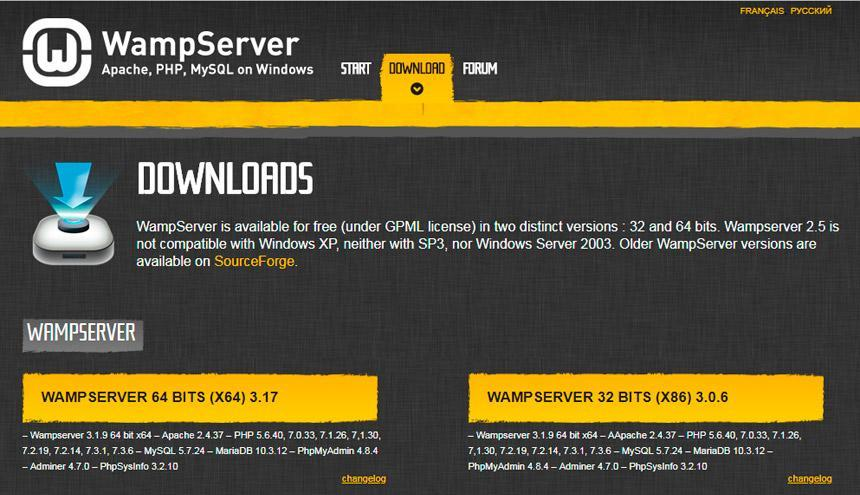 FRANÇAIS РУССКИЙ
WampServer
Apache, PHP, MySQL on Windows
START DOWNLOAD FORUM
DOWNLOADS
WampServer is available for free (under GPML license) in two distinct versions : 32 and 64 bits. Wampserver 2.5 is
not compatible with Windows XP, neither with SP3, nor Windows Server 2003. Older WampServer versions are
available on SourceForge.
WAMPSERVER
WAMPSERVER 64 BITS (X64) 3.17
– Wampserver 3.1.9 64 bit x64 – Apache 2.4.37 – PHP 5.6.40, 7.0.33, 7.1.26, 7,1.30,
7.2.19, 7.2.14, 7.3.1, 7.3.6 – MySQL 5.7.24 – MariaDB 10.3.12 – PhpMyAdmin 4.8.4
– Adminer 4.7.0 – PhpSysInfo 3.2.10
changelog
WAMPSERVER 32 BITS (X86) 3.0.6
– Wampserver 3.1.9 64 bit x64 – AApache 2.4.37 – PHP 5.6.40, 7.0.33, 7.1.26,
7,1.30, 7.2.19, 7.2.14, 7.3.1, 7.3.6 – MySQL 5.7.24 – MariaDB 10.3.12 –
PhpMyAdmin 4.8.4 – Adminer 4.7.0 – PhpSysInfo 3.2.10
changelog